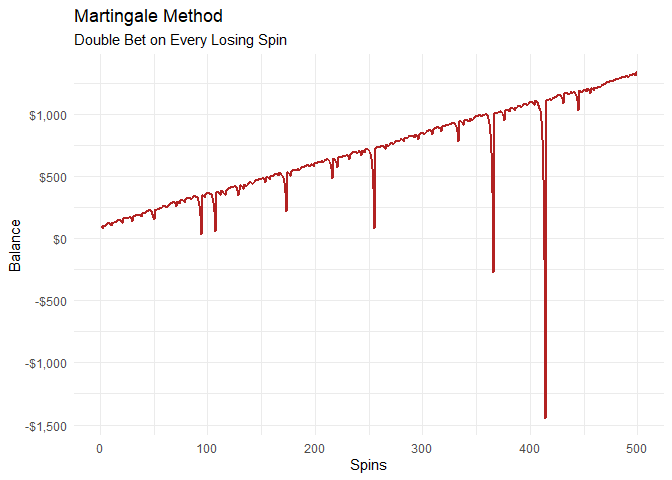 Martingale Method
Double Bet on Every Losing Spin
$1,000
$500
$0
-$500
-$1,000
-$1,500
Balance
0 100 200 300 400 500
Spins